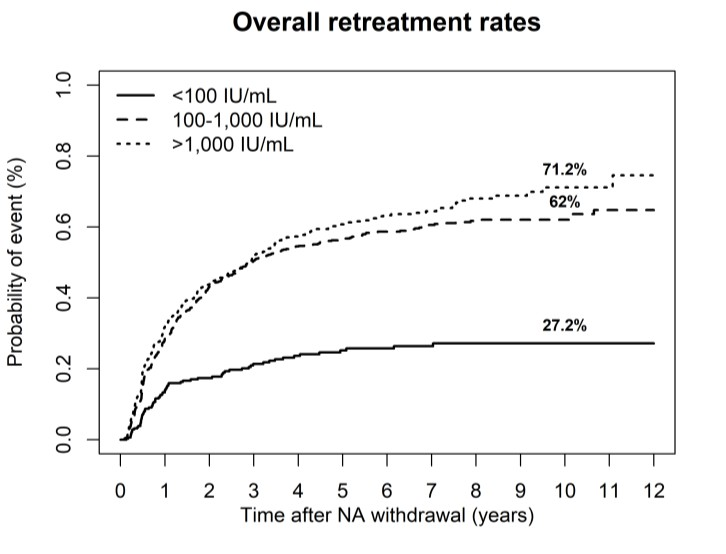 Overall retreatment rates
Probability of event (%)
1.0
0.8
0.6
0.4
0.2
0.0
<100 IU/mL
100-1,000 IU/mL
>1,000 IU/mL
71.2%
62%
27.2%
0 1 2 3 4 5 6 7 8 9 10 11 12
Time after NA withdrawal (years)